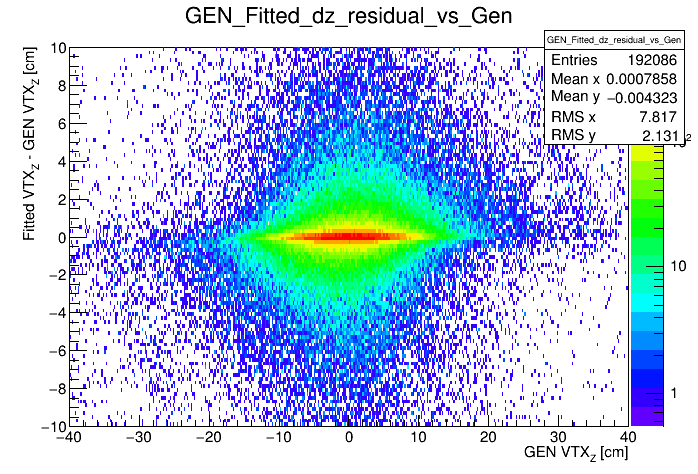 GEN_Fitted_dz_residual_vs_Gen
GEN_Fitted_dz_residual_vs_Gen
Entries 192086
Mean x 0.0007858
Mean y −0.004323
RMS x 7.817
RMS y 2.131
Fitted VTX_Z - GEN VTX_Z [cm]
10
8
6
4
2
0
−2
−4
−6
−8
−10
−40 −30 −20 −10 0 10 20 30 40
GEN VTX_Z [cm]
10
1